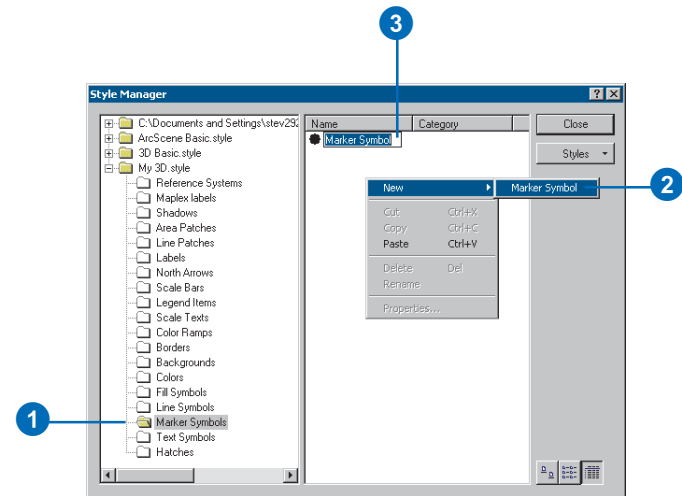 3
Style Manager
C:\Documents and Settings\stev292
ArcScene Basic.style
3D Basic.style
My 3D.style
Reference Systems
Maplex labels
Shadows
Area Patches
Line Patches
Labels
North Arrows
Scale Bars
Legend Items
Scale Texts
Color Ramps
Borders
Backgrounds
Colors
Fill Symbols
Line Symbols
1
Marker Symbols
Text Symbols
Hatches
Name Category
Marker Symbol
New
Cut Ctrl+X
Copy Ctrl+C
Paste Ctrl+V
Delete Del
Rename
Properties...
Marker Symbol
2
Close
Styles